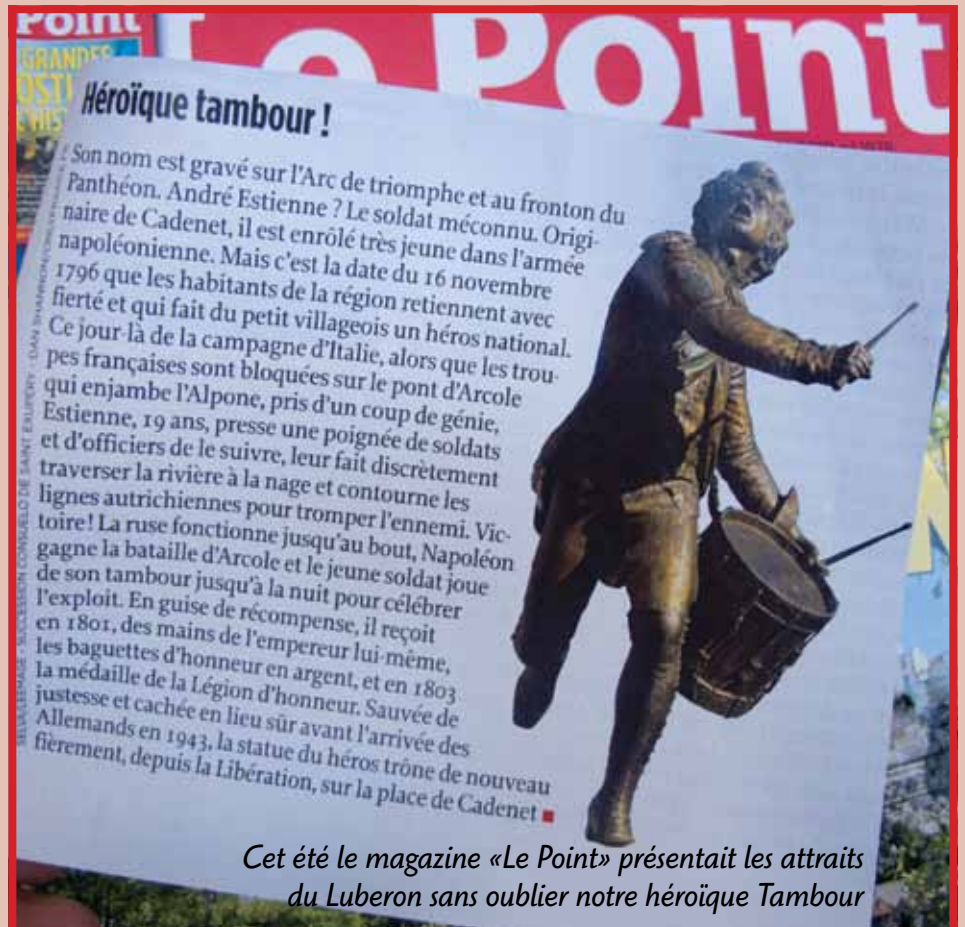 Point
GRANDES
Le Point
Héroïque tambour !
Son nom est gravé sur l'Arc de triomphe et au fronton du
Panthéon. André Estienne ? Le soldat méconnu. Origi-
naire de Cadenet, il est enrôlé très jeune dans l'armée
napoléonienne. Mais c'est la date du 16 novembre
1796 que les habitants de la région retiennent avec
fierté et qui fait du petit villageois un héros national.
Ce jour-là de la campagne d'Italie, alors que les trou-
pes françaises sont bloquées sur le pont d'Arcole
qui enjambe l'Alpone, pris d'un coup de génie,
Estienne, 19 ans, presse une poignée de soldats
et d'officiers de le suivre, leur fait discrètement
traverser la rivière à la nage et contourne les
lignes autrichiennes pour tromper l'ennemi. Vic-
toire! La ruse fonctionne jusqu'au bout, Napoléon
gagne la bataille d'Arcole et le jeune soldat joue
de son tambour jusqu'à la nuit pour célébrer
l'exploit. En guise de récompense, il reçoit
en 1801, des mains de l'empereur lui-même,
les baguettes d'honneur en argent, et en 1803
la médaille de la Légion d'honneur. Sauvée de
justesse et cachée en lieu sûr avant l'arrivée des
Allemands en 1943, la statue du héros trône de nouveau
fièrement, depuis la Libération, sur la place de Cadenet
SUCCESSION CONSUELO DE SAINT EXUPERY - DAN SHANNON
Cet été le magazine «Le Point» présentait les attraits
du Luberon sans oublier notre héroïque Tambour